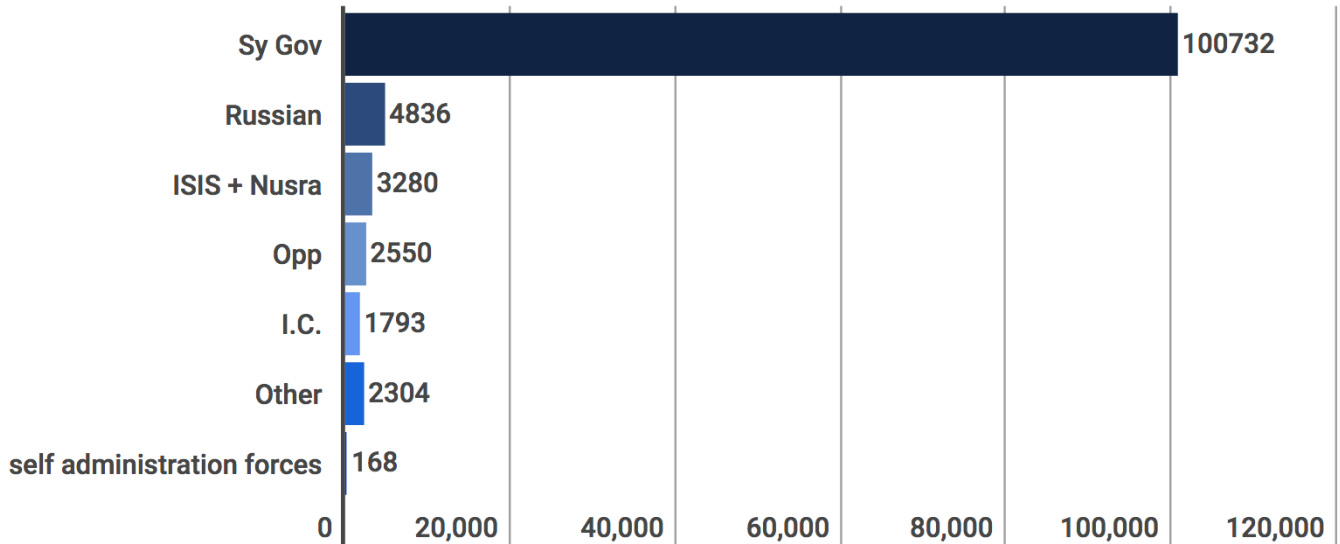 Sy Gov 100732
Russian 4836
ISIS + Nusra 3280
Opp 2550
I.C. 1793
Other 2304
self administration forces 168
0 20,000 40,000 60,000 80,000 100,000 120,000